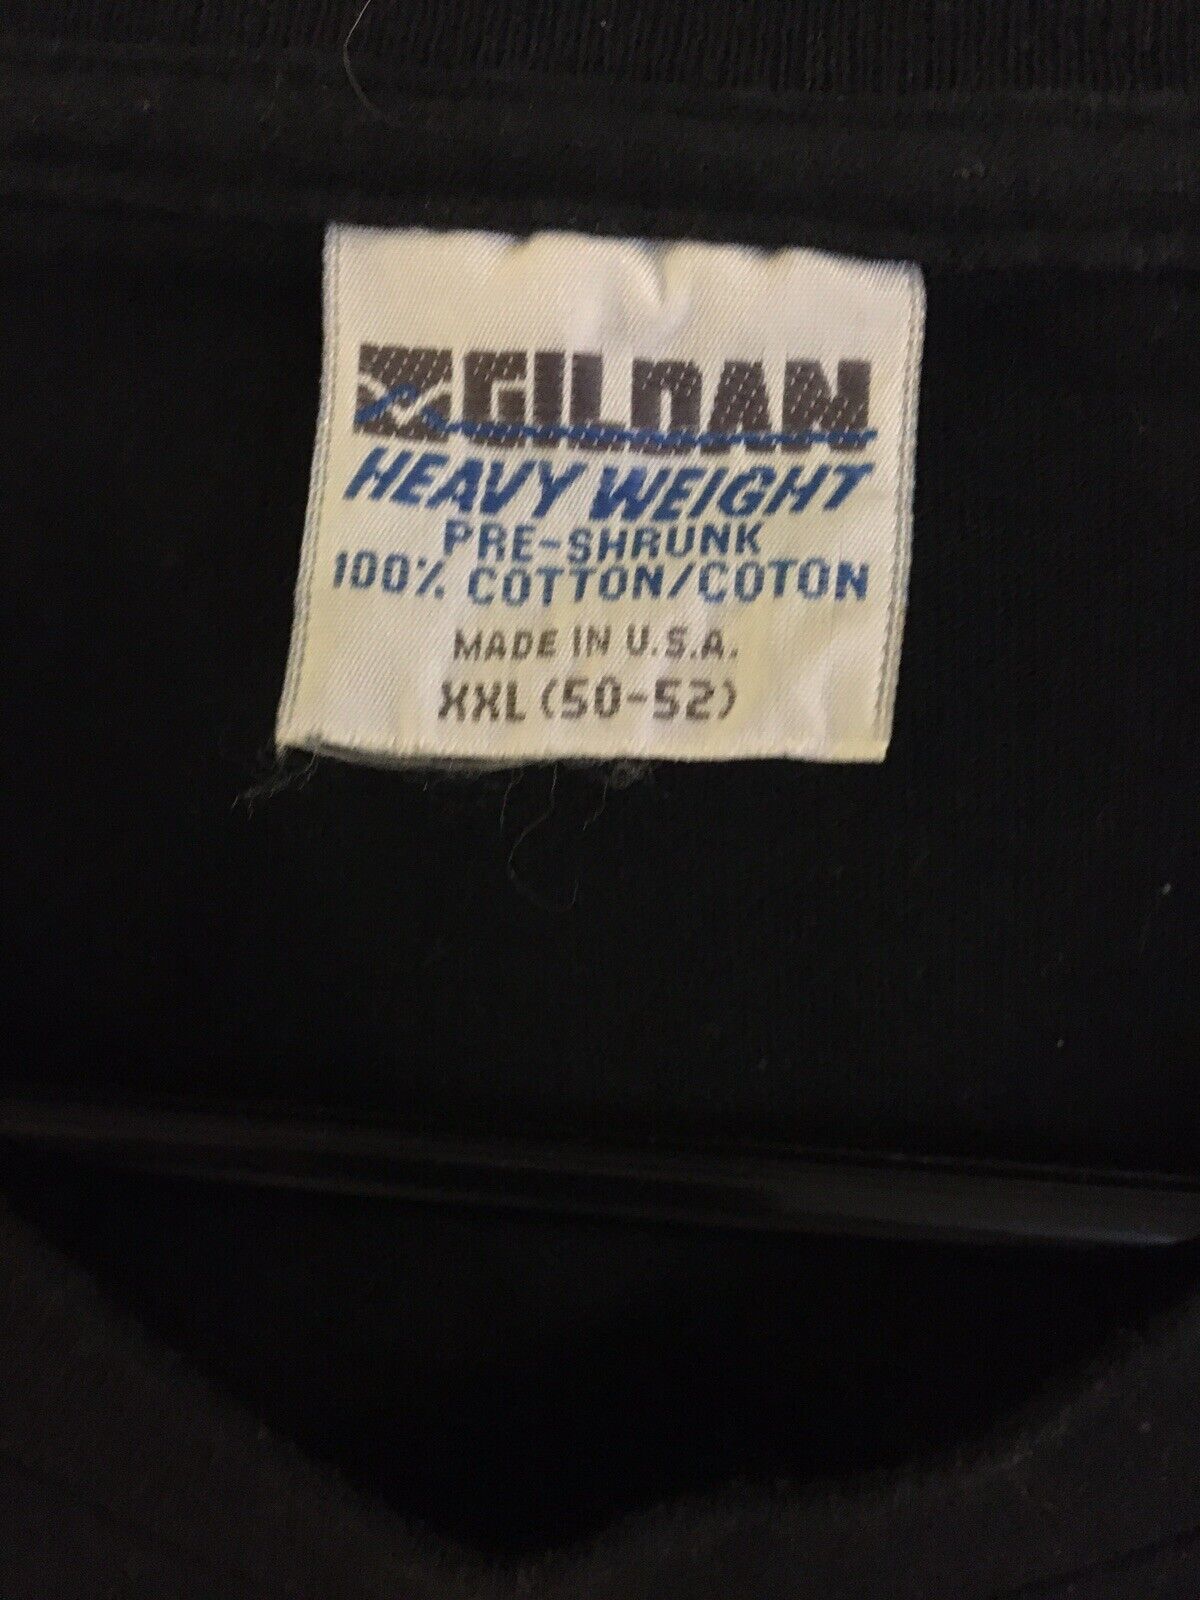 GILDAN
HEAVY WEIGHT
PRE-SHRUNK
100% COTTON/COTON
MADE IN U.S.A.
XXL (50-52)